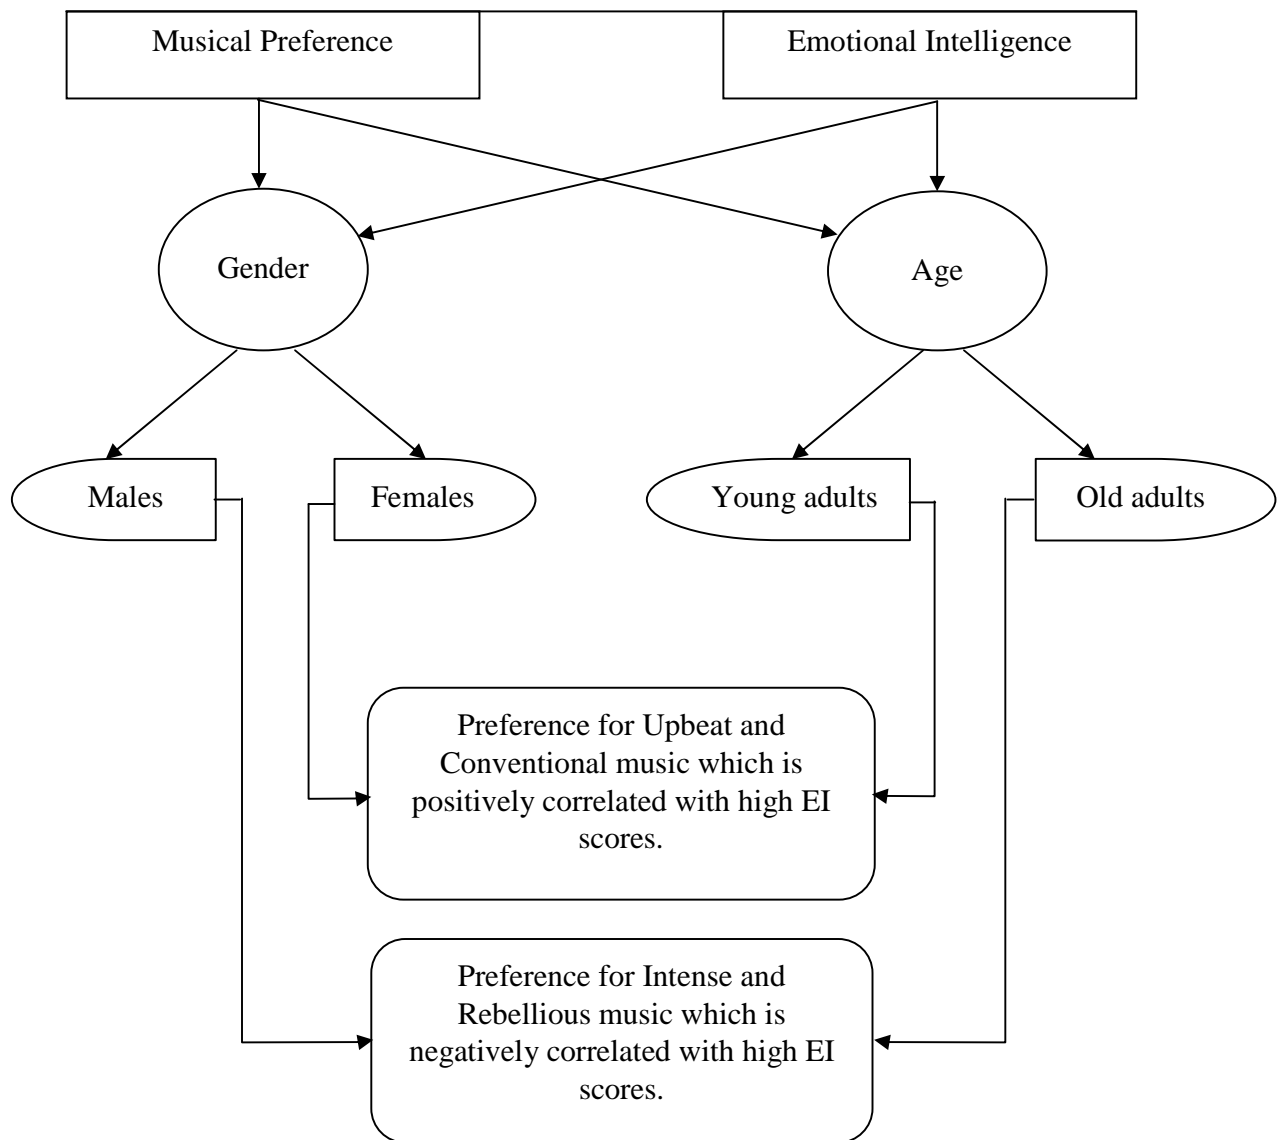 Musical Preference
Emotional Intelligence
Gender
Age
Males
Females
Young adults
Old adults
Preference for Upbeat and
Conventional music which is
positively correlated with high EI
scores.
Preference for Intense and
Rebellious music which is
negatively correlated with high EI
scores.